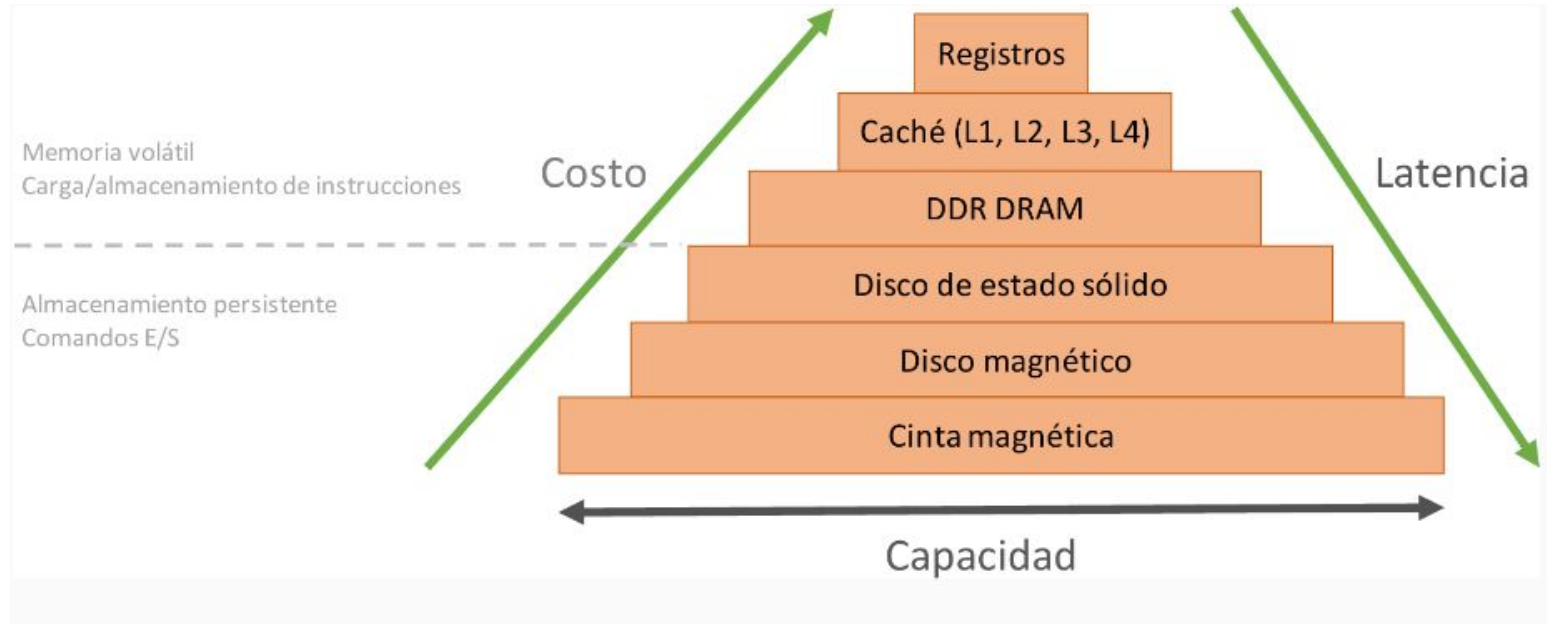 Registros
Caché (L1, L2, L3, L4)
Memoria volátil
Carga/almacenamiento de instrucciones
Costo
Latencia
DDR DRAM
Disco de estado sólido
Almacenamiento persistente
Comandos E/S
Disco magnético
Cinta magnética
Capacidad